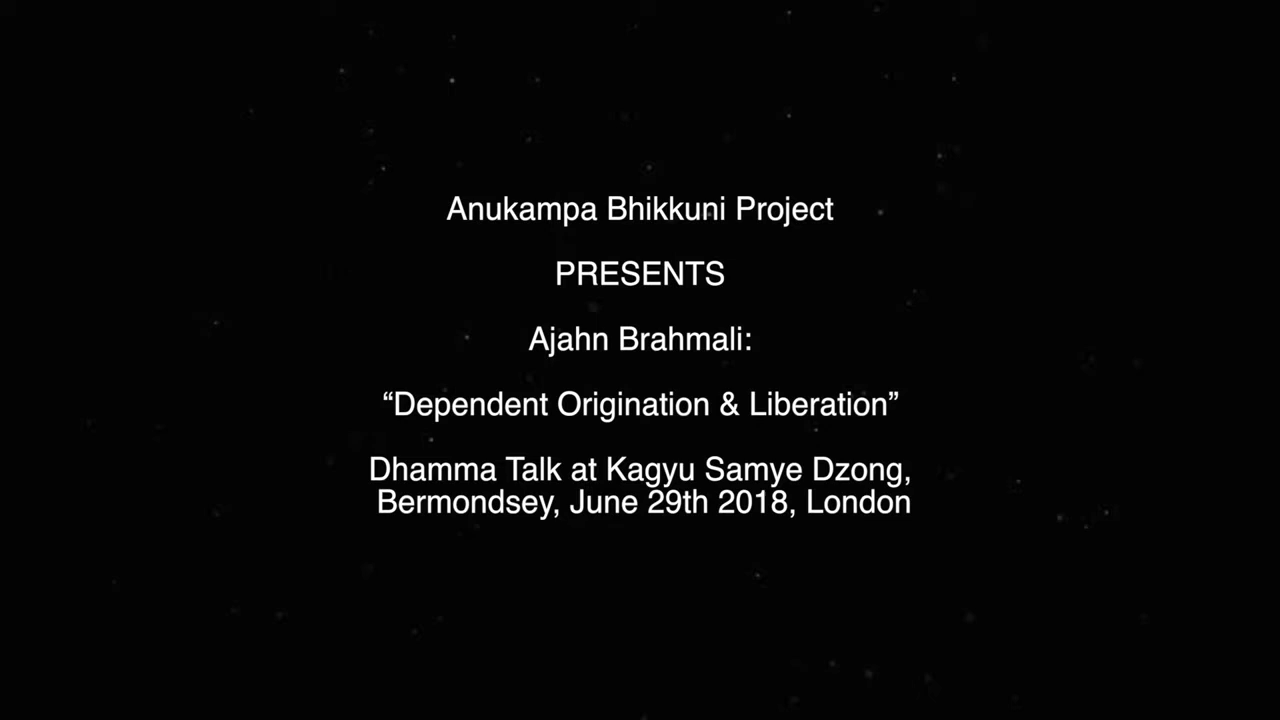 Anukampa Bhikkuni Project
PRESENTS
Ajahn Brahmali:
“Dependent Origination & Liberation”
Dhamma Talk at Kagyu Samye Dzong,
Bermondsey, June 29th 2018, London